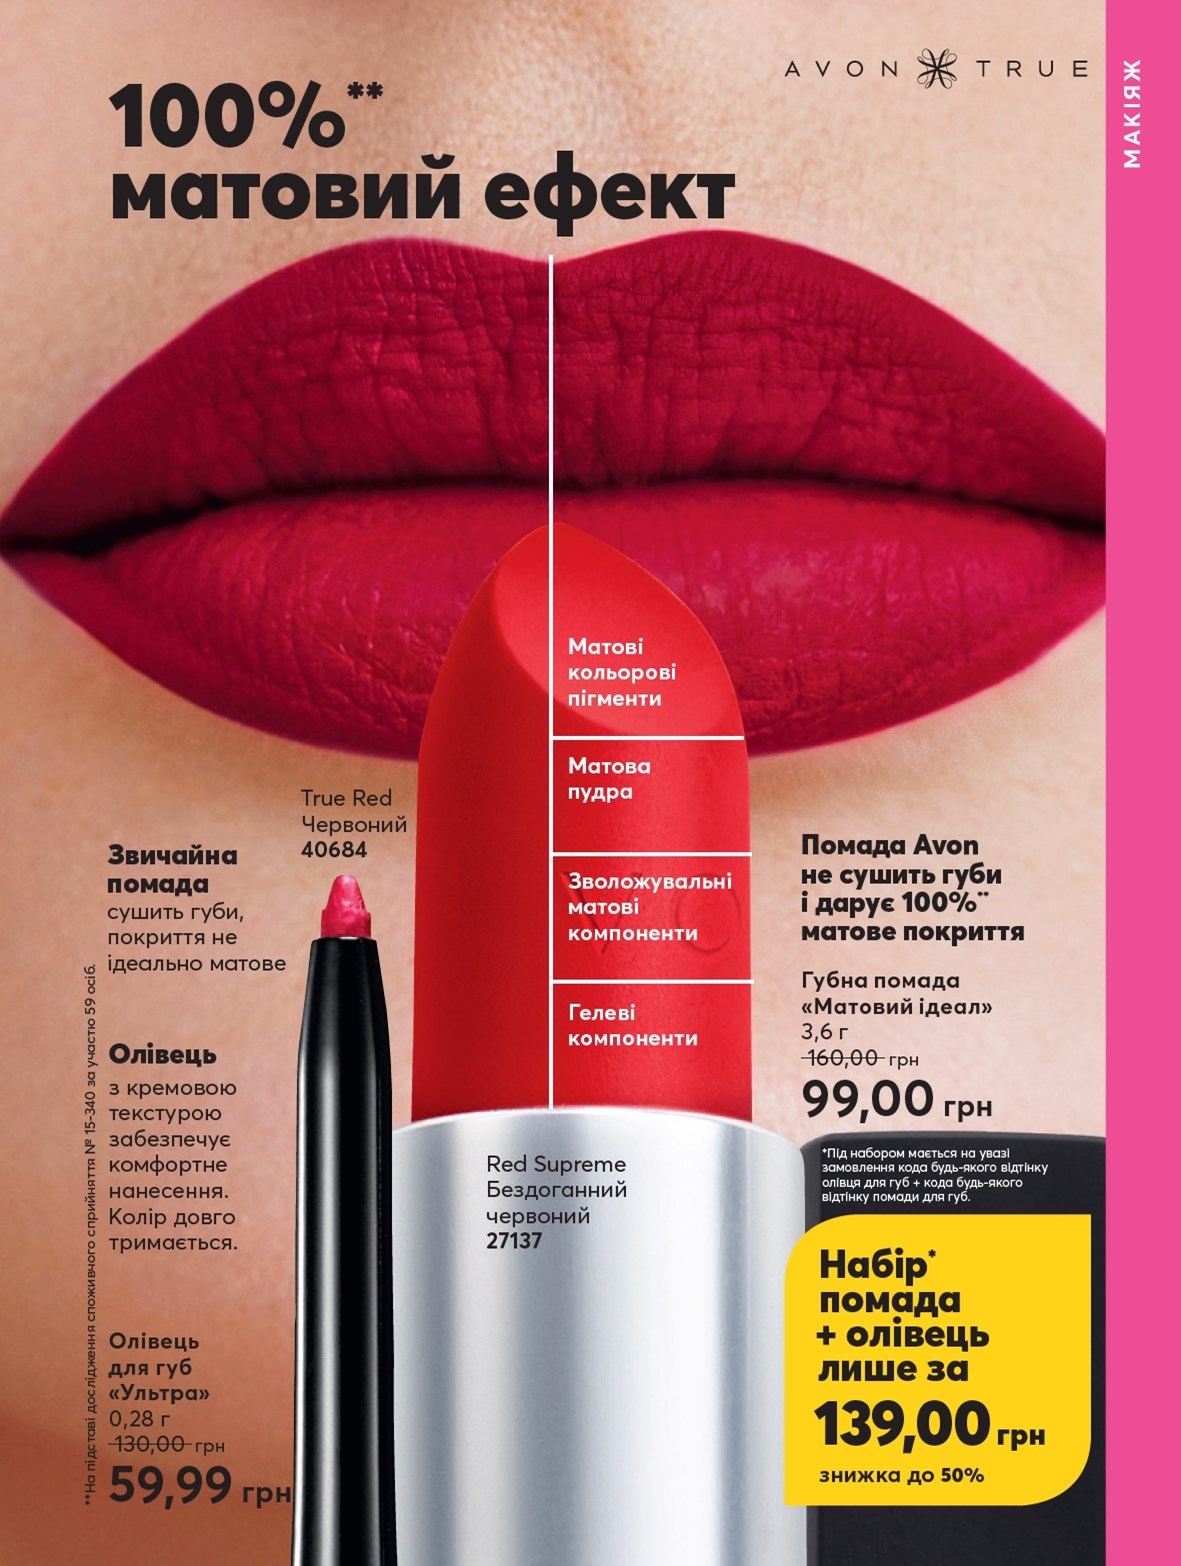 AVON TRUE
МАКІЯЖ
100%**
матовий ефект
Матові
кольорові
пігменти
Матова
пудра
Зволожувальні
матові
компоненти
Гелеві
компоненти
True Red
Червоний
40684
Звичайна
помада
сушить губи,
покриття не
ідеально матове
Олівець
з кремовою
текстурою
забезпечує
комфортне
нанесення.
Колір довго
тримається.
Олівець
для губ
«Ультра»
0,28 г
130,00 грн
59,99 грн
**На підставі дослідження споживчого сприйняття № 15-340 за участю 59 осіб.
Red Supreme
Бездоганний
червоний
27137
Помада Avon
не сушить губи
і дарує 100%**
матове покриття
Губна помада
«Матовий ідеал»
3,6 г
160,00 грн
99,00 грн
*Під набором мається на увазі
замовлення кода будь-якого відтінку
олівця для губ + кода будь-якого
відтінку помади для губ.
Набір*
помада
+ олівець
лише за
139,00 грн
знижка до 50%